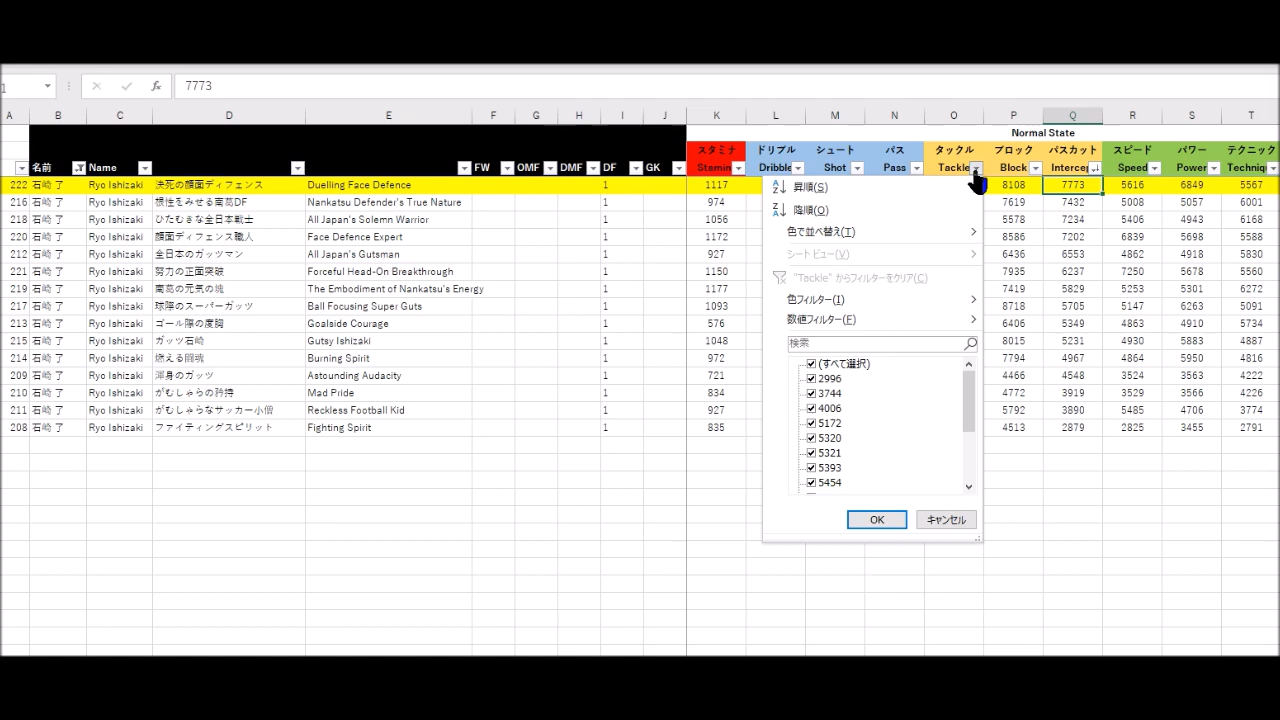 7773
A B C D E F G H I J K L M N O P Q R S T
Normal State
スタミナ ドリブル シュート パス タックル ブロック パスカット スピード パワー テクニック
名前 Name FW OMF DMF DF GK Stamin Dribble Shot Pass Tackle Block Intercep Speed Power Techniqu
222 石崎 了 Ryo Ishizaki 決死の顔面ディフェンス Duelling Face Defence 1 1117 8108 7773 5616 6849 5567
216 石崎 了 Ryo Ishizaki 根性をみせる南葛DF Nankatsu Defender's True Nature 1 974 7619 7432 5008 5057 6001
218 石崎 了 Ryo Ishizaki ひたむきな全日本戦士 All Japan's Solemn Warrior 1 1056 5578 7234 5406 4943 6168
220 石崎 了 Ryo Ishizaki 顔面ディフェンス職人 Face Defence Expert 1 1172 8586 7202 6839 5698 5588
212 石崎 了 Ryo Ishizaki 全日本のガッツマン All Japan's Gutsman 1 927 6436 6553 4862 4918 5830
221 石崎 了 Ryo Ishizaki 努力の正面突破 Forceful Head-On Breakthrough 1 1150 7935 6237 7250 5678 5560
219 石崎 了 Ryo Ishizaki 南葛の元気の塊 The Embodiment of Nankatsu's Energy 1 1177 7419 5829 5253 5301 6272
217 石崎 了 Ryo Ishizaki 球際のスーパーガッツ Ball Focusing Super Guts 1 1093 8718 5705 5147 6263 5091
213 石崎 了 Ryo Ishizaki ゴール際の度胸 Goalside Courage 1 576 6406 5349 4863 4910 5734
215 石崎 了 Ryo Ishizaki ガッツ石崎 Gutsy Ishizaki 1 1048 8015 5231 4930 5883 4887
214 石崎 了 Ryo Ishizaki 燃える闘魂 Burning Spirit 1 972 7794 4967 4864 5950 4816
209 石崎 了 Ryo Ishizaki 渾身のガッツ Astounding Audacity 1 721 4466 4548 3524 3563 4222
210 石崎 了 Ryo Ishizaki がむしゃらの矜持 Mad Pride 1 834 4772 3919 3529 3566 4226
211 石崎 了 Ryo Ishizaki がむしゃらなサッカー小僧 Reckless Football Kid 1 927 5792 3890 5485 4706 3774
208 石崎 了 Ryo Ishizaki ファイティングスピリット Fighting Spirit 1 835 4513 2879 2825 3455 2791
昇順(S)
降順(O)
色で並べ替え(T)
シート ビュー(V)
"Tackle" からフィルターをクリア(C)
色フィルター(I)
数値フィルター(F)
検索
(すべて選択)
2996
3744
4006
5172
5320
5321
5393
5454
OK キャンセル